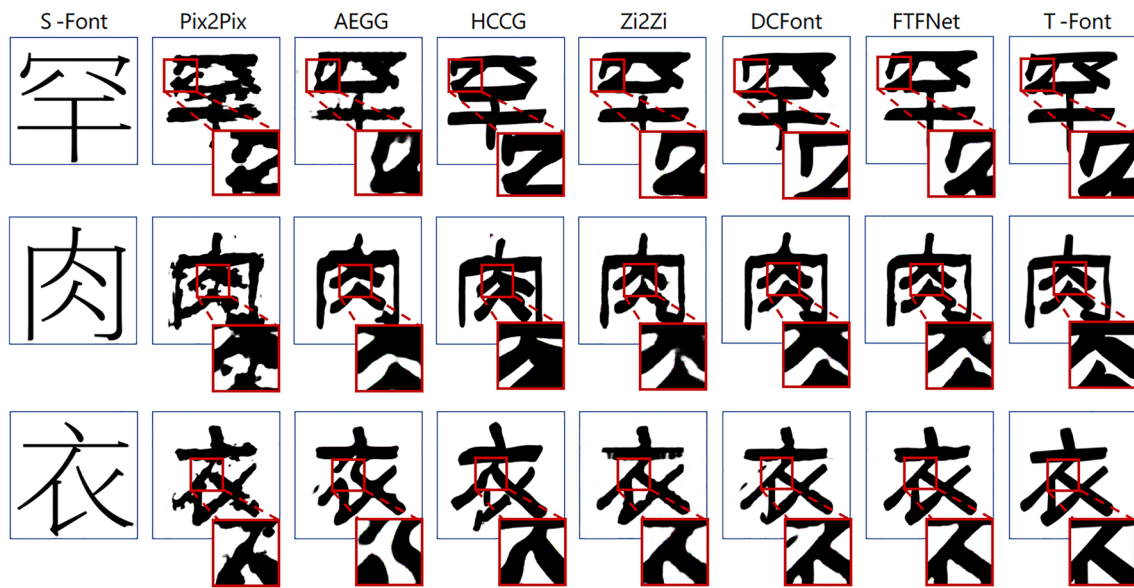 S -Font Pix2Pix AEGG HCCG Zi2Zi DCFont FTFNet T -Font
罕 罕 罕 罕 罕 罕 罕 罕
肉 肉 肉 肉 肉 肉 肉 肉
衣 衣 衣 衣 衣 衣 衣 衣